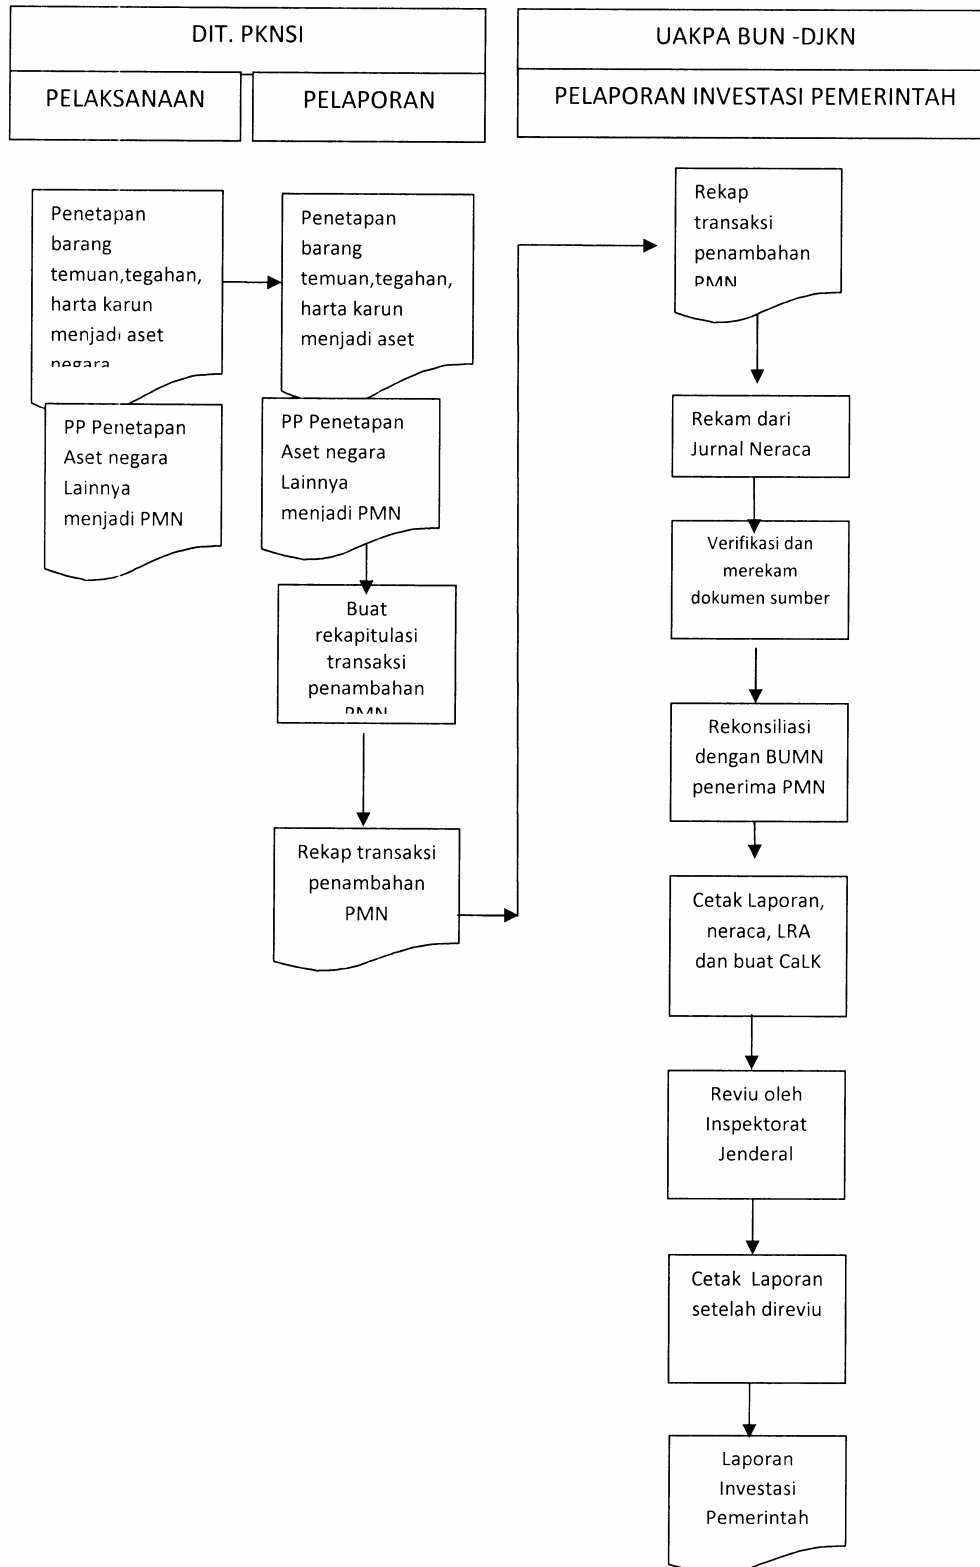 DIT. PKNSI
PELAKSANAAN
PELAPORAN
UAKPA BUN -DJKN
PELAPORAN INVESTASI PEMERINTAH
Penetapan
barang
temuan,tegahan,
harta karun
menjadi aset
negara
PP Penetapan
Aset negara
Lainnya
menjadi PMN
Penetapan
barang
temuan,tegahan,
harta karun
menjadi aset
PP Penetapan
Aset negara
Lainnya
menjadi PMN
Buat
rekapitulasi
transaksi
penambahan
PMN
Rekap transaksi
penambahan
PMN
Rekap
transaksi
penambahan
PMN
Rekam dari
Jurnal Neraca
Verifikasi dan
merekam
dokumen sumber
Rekonsiliasi
dengan BUMN
penerima PMN
Cetak Laporan,
neraca, LRA
dan buat CaLK
Reviu oleh
Inspektorat
Jenderal
Cetak Laporan
setelah direviu
Laporan
Investasi
Pemerintah